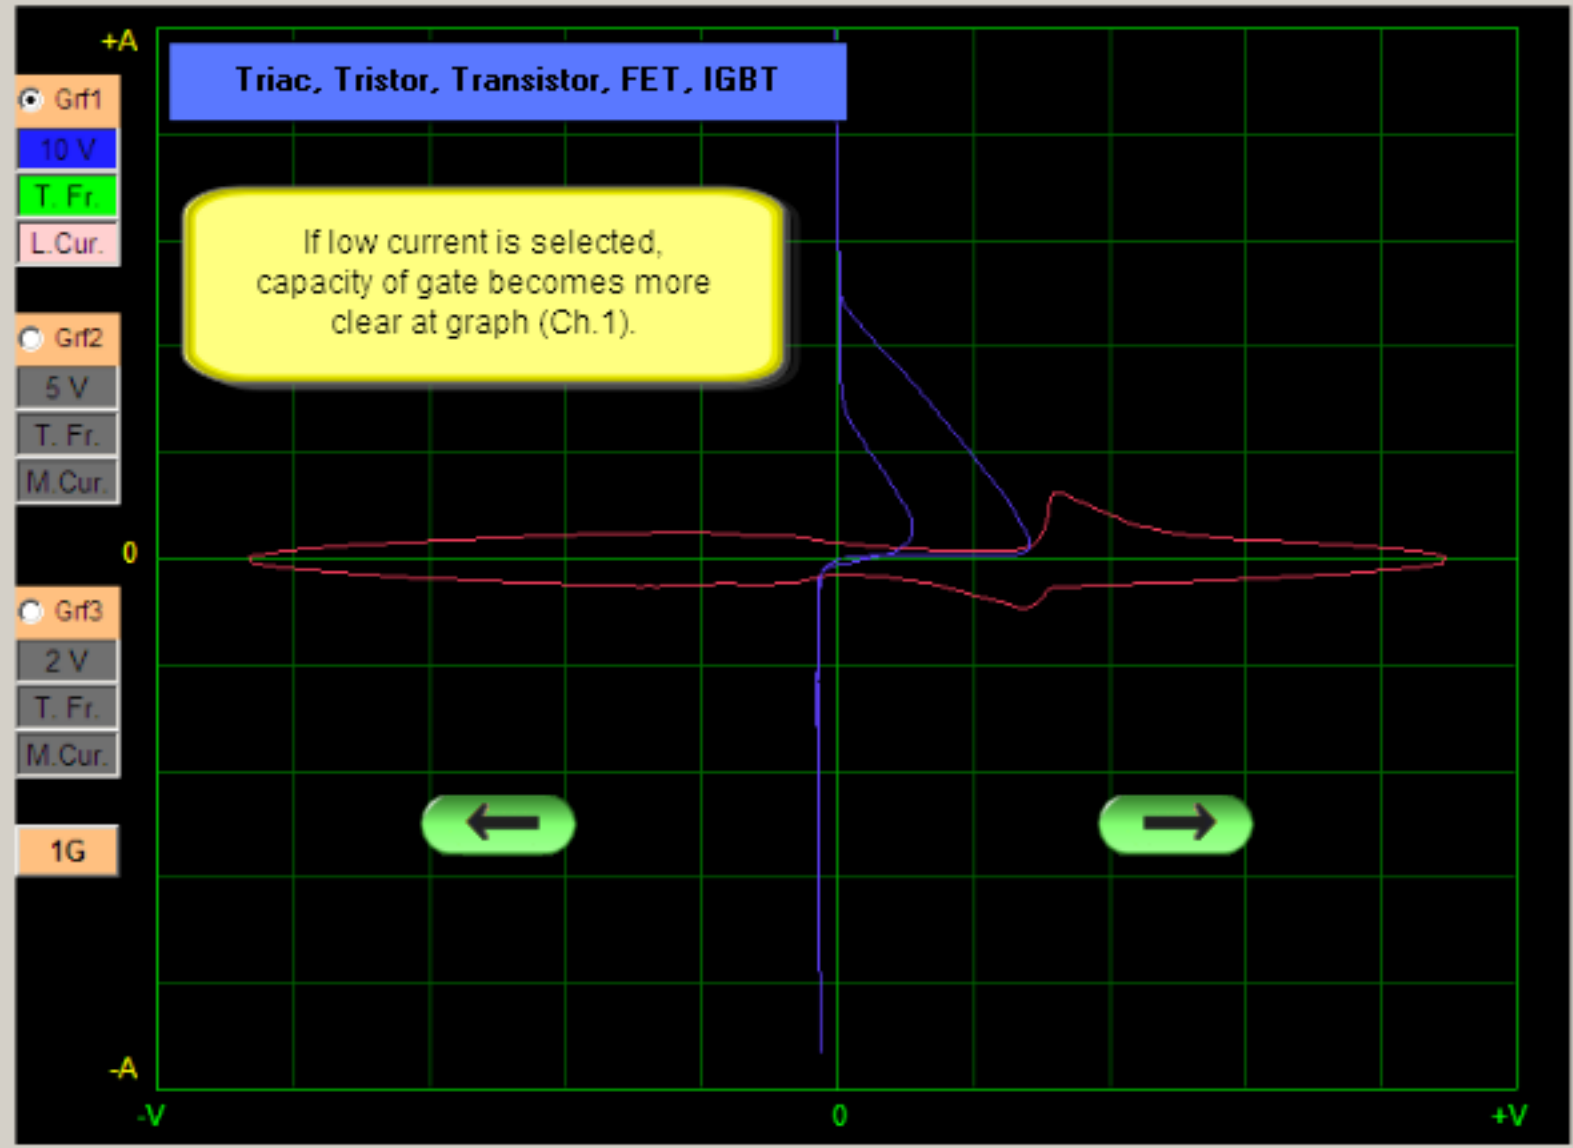 +A
Triac, Tristor, Transistor, FET, IGBT
Grf1
10 V
T. Fr.
L.Cur.
If low current is selected,
capacity of gate becomes more
clear at graph (Ch.1).
Grf2
5 V
T. Fr.
M.Cur.
0
Grf3
2 V
T. Fr.
M.Cur.
1G
-A
-V
0
+V